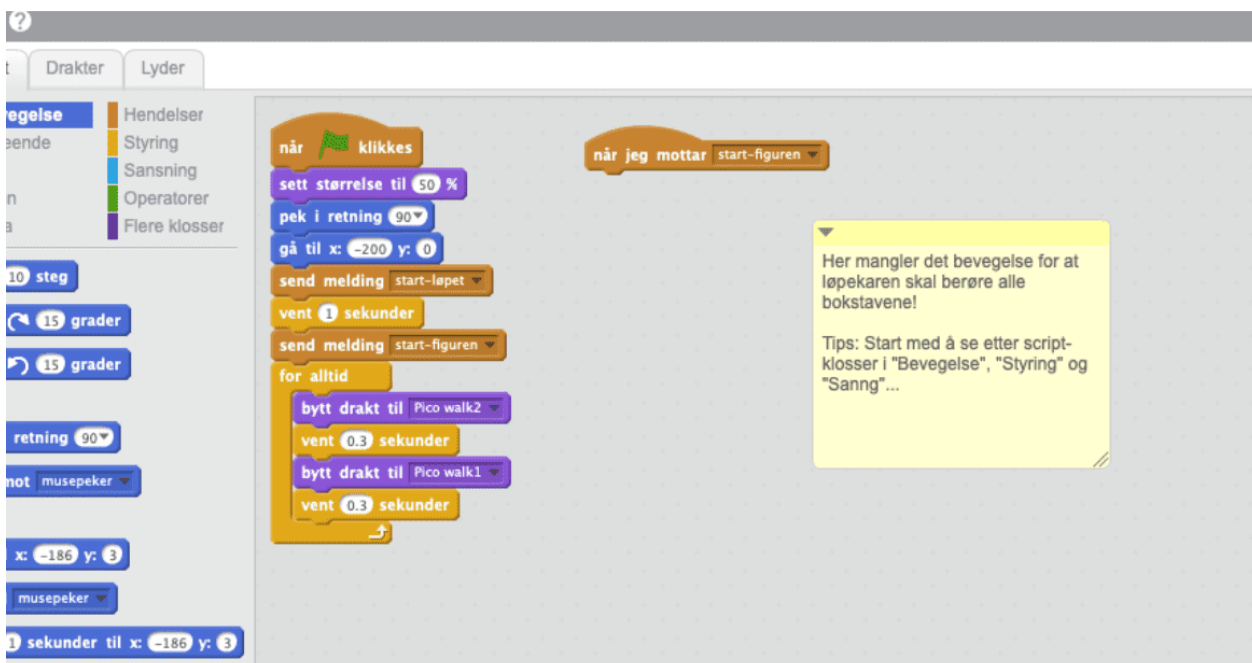 ?
t
Drakter
Lyder
vegelse
Hendelser
eende
Styring
Sansning
n
Operatorer
a
Flere klosser
10 steg
15 grader
15 grader
retning 90
mot musepeker
x: -186 y: 3
musepeker
1 sekunder til x: -186 y: 3
når klikkes
sett størrelse til 50 %
pek i retning 90
gå til x: -200 y: 0
send melding start-løpet
vent 1 sekunder
send melding start-figuren
for alltid
bytt drakt til Pico walk2
vent 0.3 sekunder
bytt drakt til Pico walk1
vent 0.3 sekunder
når jeg mottar start-figuren
Her mangler det bevegelse for at
løpekaren skal berøre alle
bokstavene!
Tips: Start med å se etter script-
klosser i "Bevegelse", "Styring" og
"Sanng"...